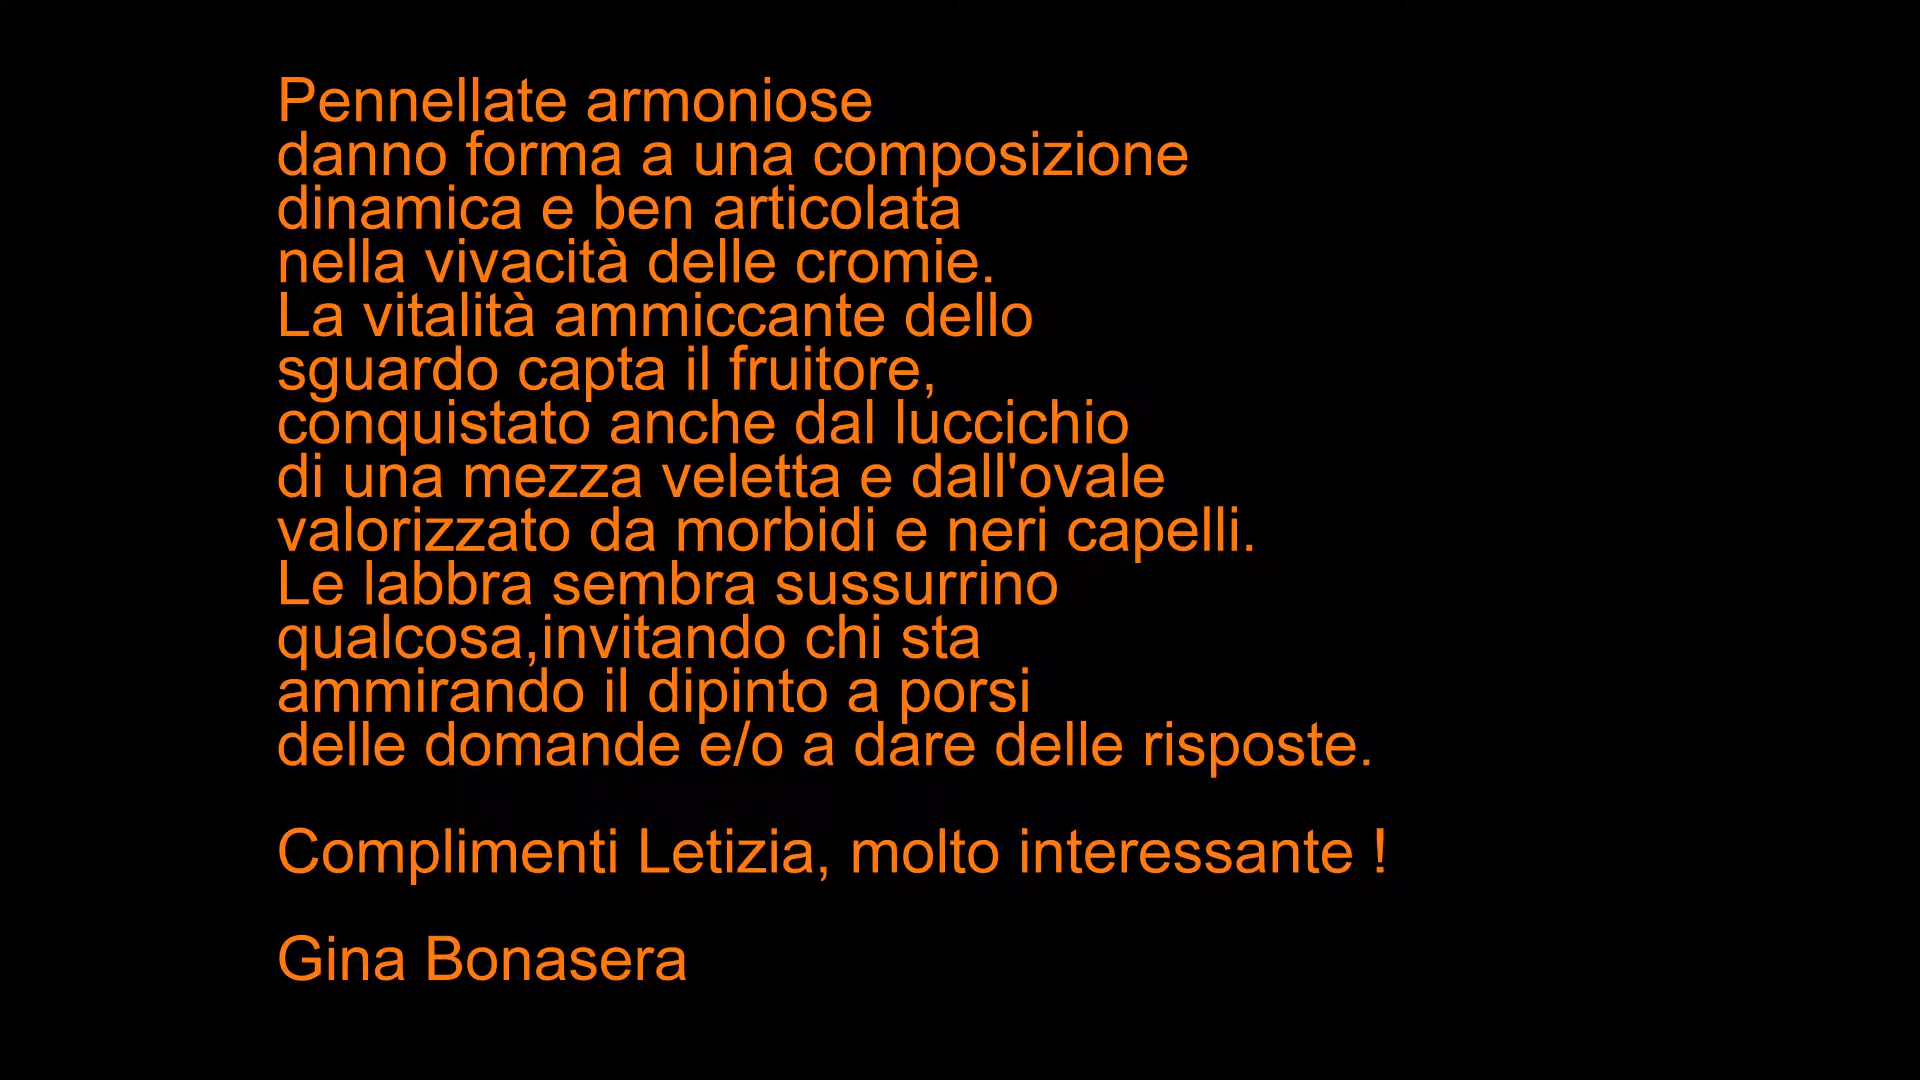 Pennellate armoniose
danno forma a una composizione
dinamica e ben articolata
nella vivacità delle cromie.
La vitalità ammiccante dello
sguardo capta il fruitore,
conquistato anche dal luccichio
di una mezza veletta e dall'ovale
valorizzato da morbidi e neri capelli.
Le labbra sembra sussurrino
qualcosa,invitando chi sta
ammirando il dipinto a porsi
delle domande e/o a dare delle risposte.
Complimenti Letizia, molto interessante !
Gina Bonasera